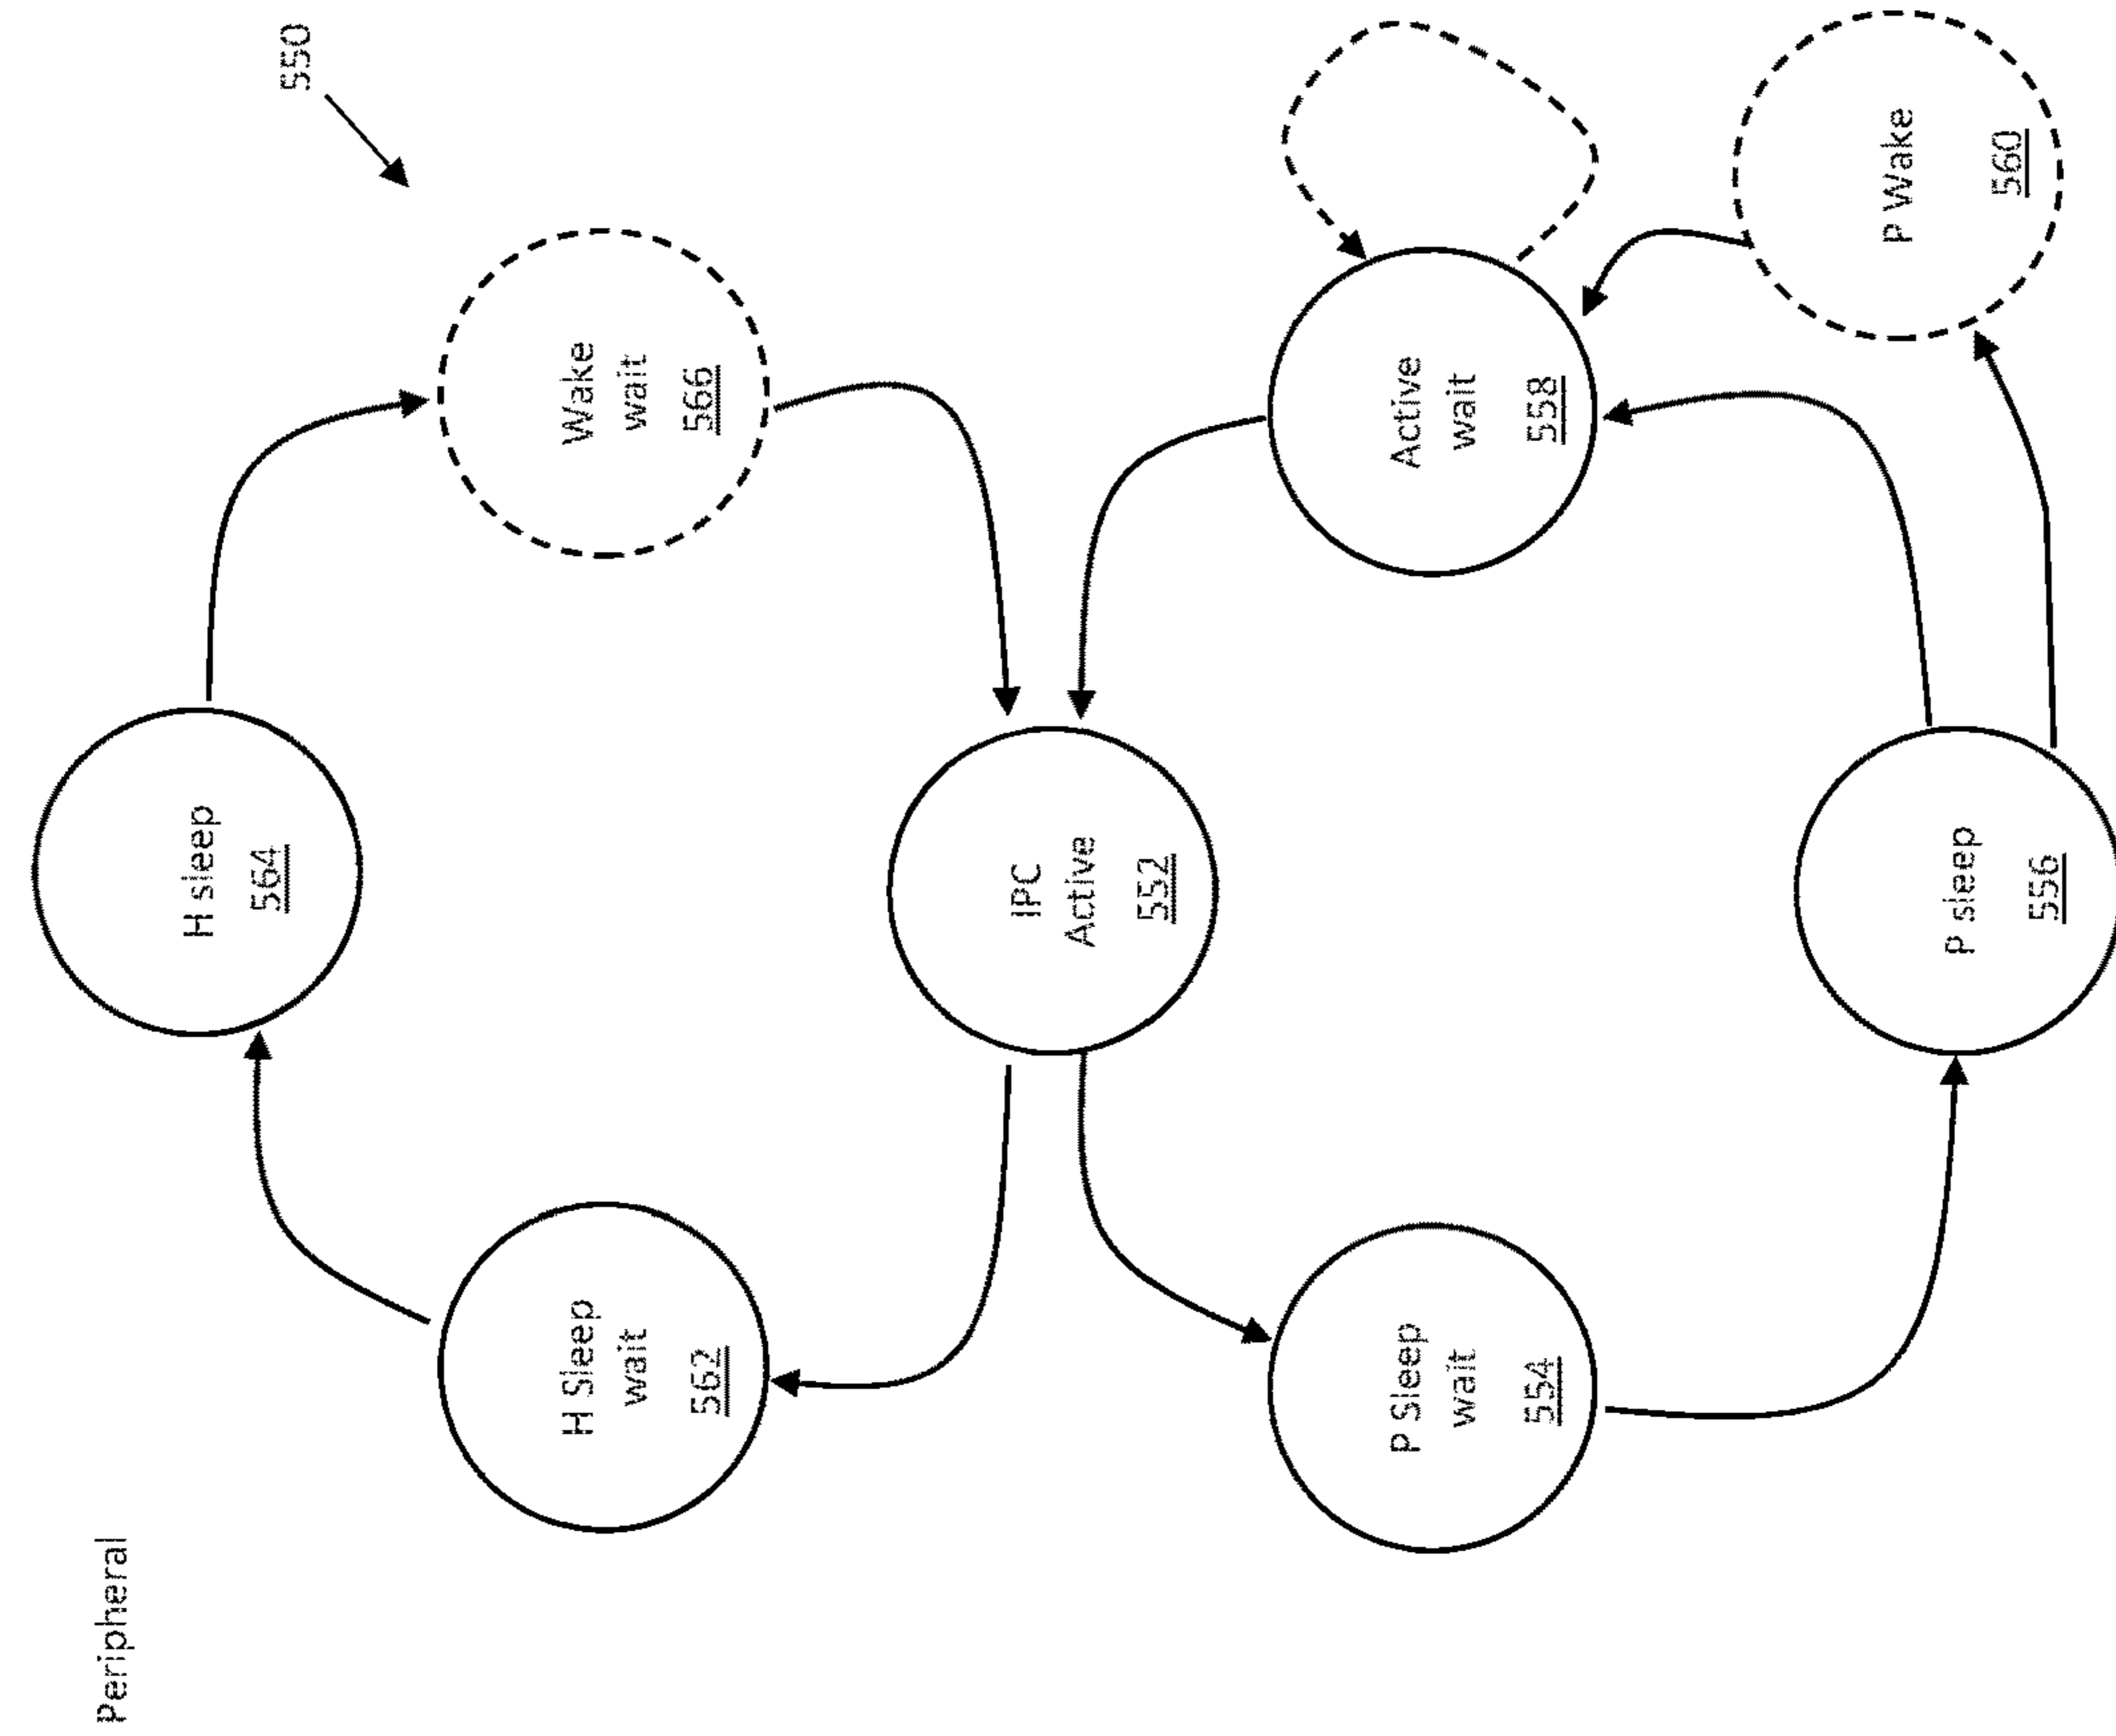 Peripheral
550
H Sleep
wait
562
H sleep
564
Wake
wait
566
IPC
Active
552
P Sleep
wait
554
Active
wait
558
P sleep
556
P Wake
560